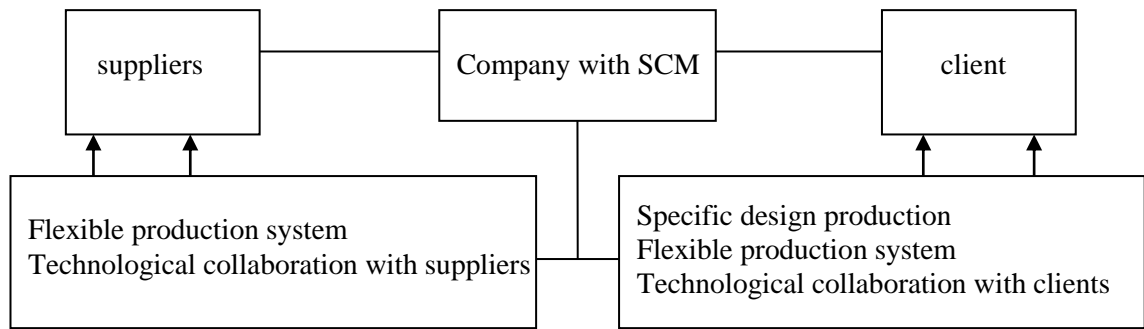 suppliers
Company with SCM
client
Flexible production system
Technological collaboration with suppliers
Specific design production
Flexible production system
Technological collaboration with clients